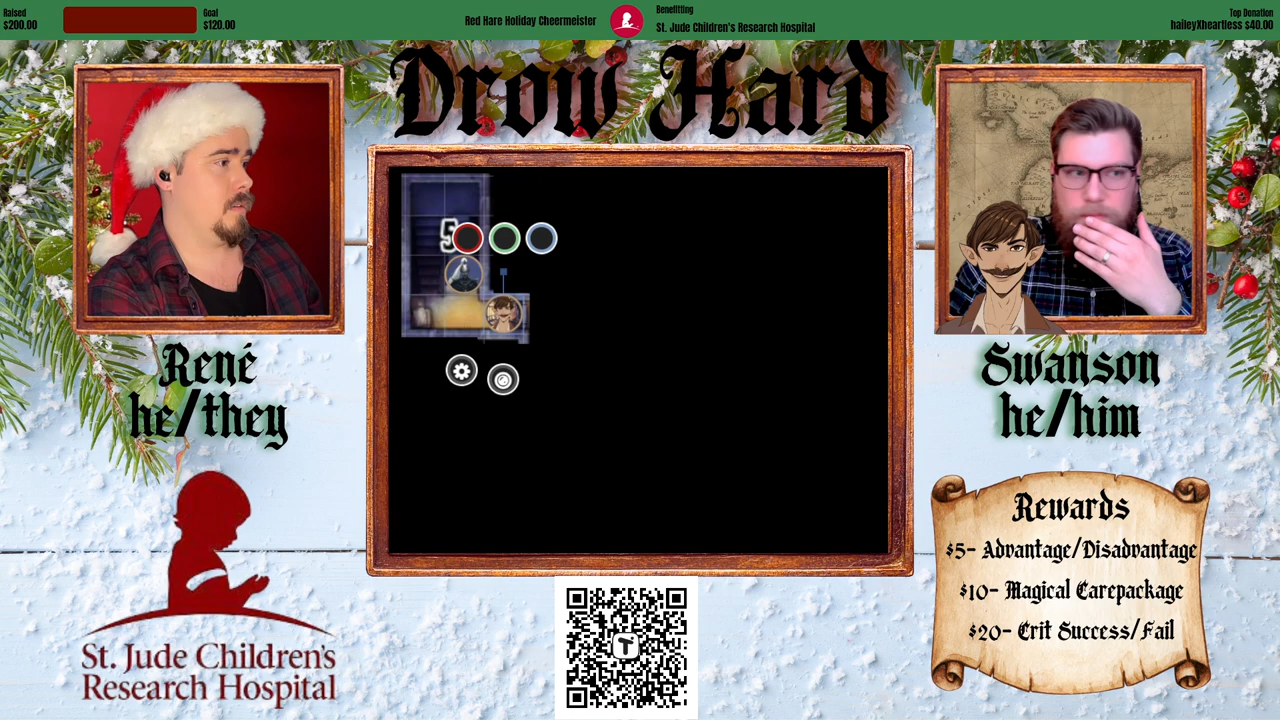 Raised
$200.00
Goal
$120.00
Red Hare Holiday Cheermeister
Benefitting
St. Jude Children's Research Hospital
Top Donation
haileyXheartless $40.00
Drow Hard
5
René
he/they
Swanson
he/him
St. Jude Children's
Research Hospital
T
Rewards
$5- Advantage/Disadvantage
$10- Magical Carepackage
$20- Crit Success/Fail